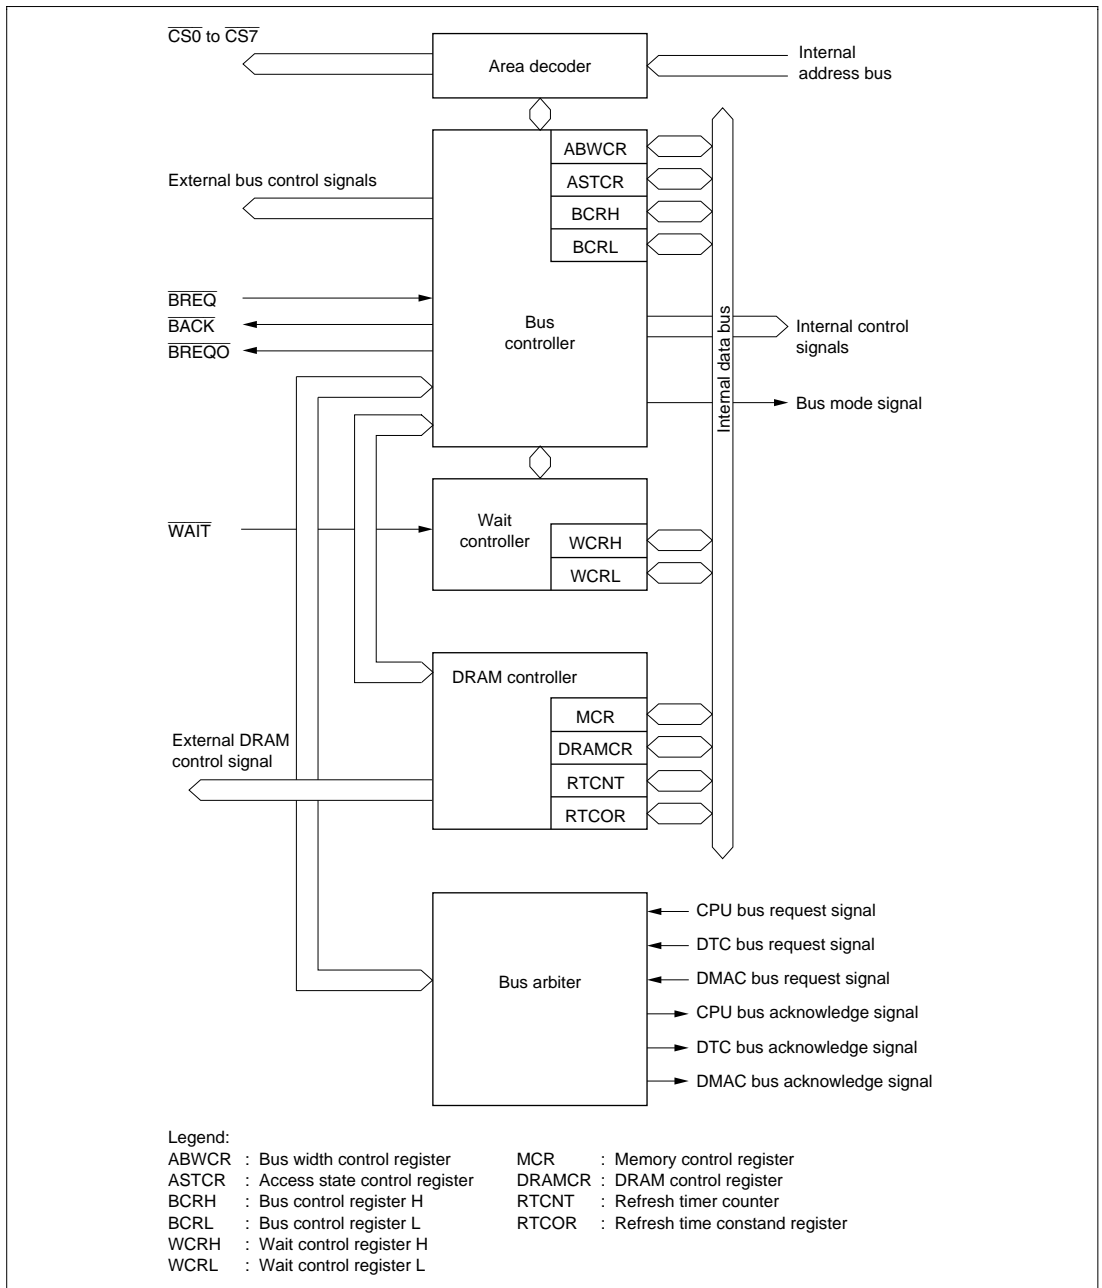 CS0 to CS7
Area decoder
Internal
address bus
ABWCR
ASTCR
BCRH
BCRL
External bus control signals
BREQ
BACK
BREQO
Bus
controller
Internal control
signals
Bus mode signal
Internal data bus
WAIT
Wait
controller
WCRH
WCRL
DRAM controller
MCR
DRAMCR
RTCNT
RTCOR
External DRAM
control signal
Bus arbiter
CPU bus request signal
DTC bus request signal
DMAC bus request signal
CPU bus acknowledge signal
DTC bus acknowledge signal
DMAC bus acknowledge signal
Legend:
ABWCR : Bus width control register
ASTCR : Access state control register
BCRH : Bus control register H
BCRL : Bus control register L
WCRH : Wait control register H
WCRL : Wait control register L
MCR : Memory control register
DRAMCR : DRAM control register
RTCNT : Refresh timer counter
RTCOR : Refresh time constand register